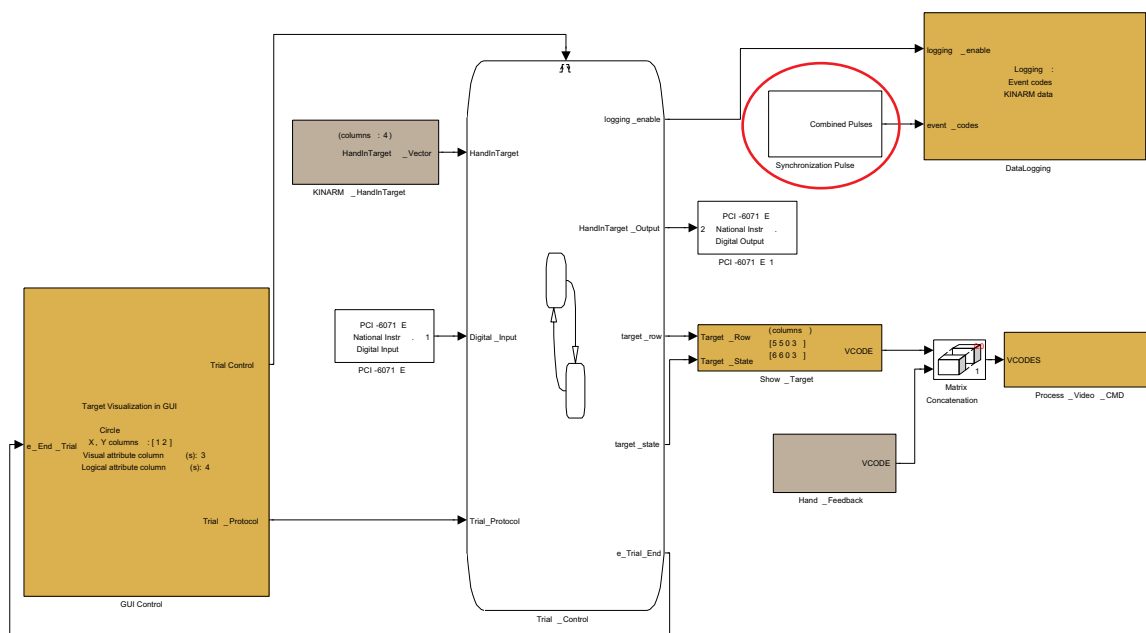 Trial Control
Target Visualization in GUI
Circle
X , Y columns : [ 1 2 ]
Visual attribute column (s): 3
Logical attribute column (s): 4
e_End _Trial
Trial _Protocol
GUI Control
(columns : 4 )
HandInTarget _Vector
KINARM _HandInTarget
PCI -6071 E
National Instr . 1
Digital Input
PCI -6071 E
HandInTarget
Digital _Input
Trial_Protocol
logging _enable
HandInTarget _Output
target _row
target _state
e_Trial_End
Trial _Control
Combined Pulses
Synchronization Pulse
logging _enable
Logging :
Event codes
KINARM data
event _codes
DataLogging
PCI -6071 E
2 National Instr .
Digital Output
PCI -6071 E 1
(columns )
Target _Row [ 5 5 0 3 ]
Target _State [ 6 6 0 3 ]
VCODE
Show _Target
VCODE
Hand _Feedback
1
Matrix
Concatenation
VCODES
Process _Video _CMD